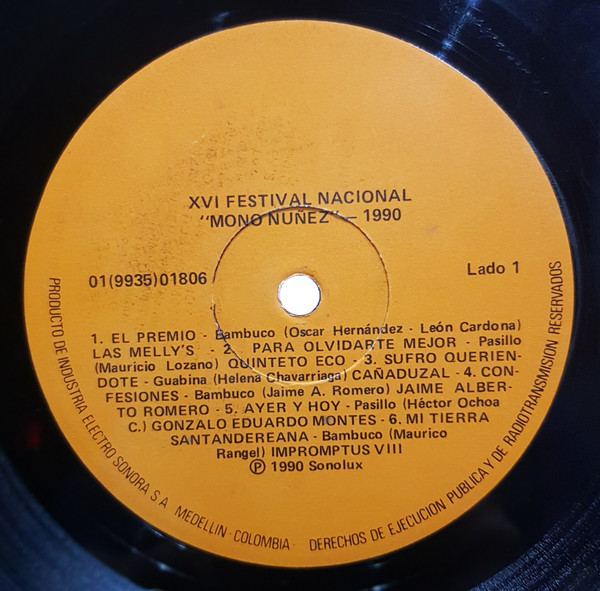 XVI FESTIVAL NACIONAL
"MONO NUÑEZ" - 1990
01(9935)01806
Lado 1
1. EL PREMIO - Bambuco (Oscar Hernández - León Cardona)
LAS MELLY'S - 2. PARA OLVIDARTE MEJOR - Pasillo
(Mauricio Lozano) QUINTETO ECO - 3. SUFRO QUERIEN-
DOTE - Guabina (Helena Chavarriaga) CAÑADUZAL - 4. CON-
FESIONES - Bambuco (Jaime A. Romero) JAIME ALBER-
TO ROMERO - 5. AYER Y HOY - Pasillo (Héctor Ochoa
C.) GONZALO EDUARDO MONTES - 6. MI TIERRA
SANTANDEREANA - Bambuco (Maurico
Rangel) IMPROMPTUS VIII
Ⓟ 1990 Sonolux
PRODUCTO DE INDUSTRIA ELECTRO SONORA S.A. MEDELLIN - COLOMBIA · DERECHOS DE EJECUCION PUBLICA Y DE RADIOTRANSMISION RESERVADOS